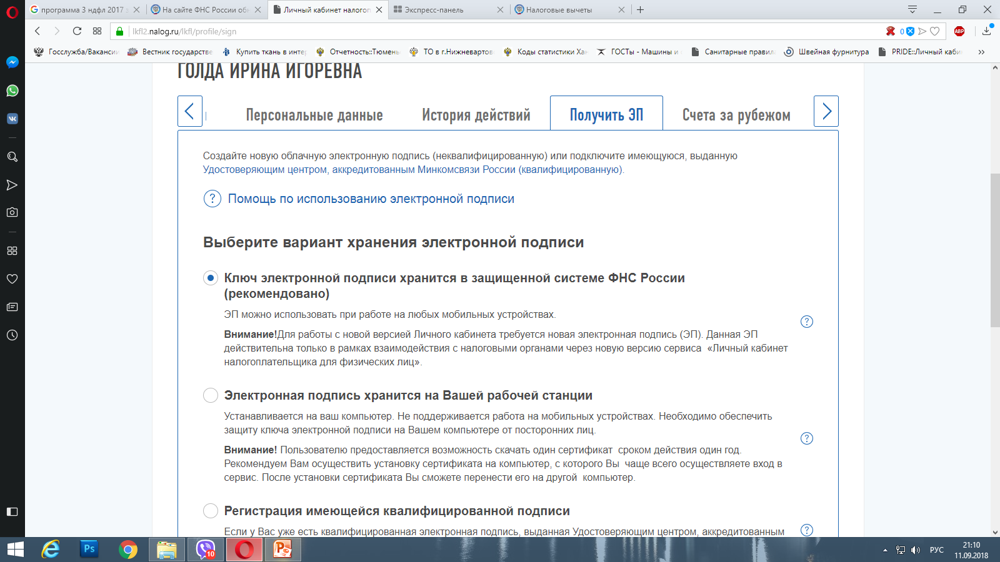 программа 3 ндфл 2017
На сайте ФНС России
Личный кабинет
Экспресс-панель
Налоговые вычеты
lkfl2.nalog.ru/lkfl/profile/sign
0
ABP
Госслужба/Вакансии
Вестник
Купить ткань в
Отчетность::Тюмень
ТО в
Коды статистики
ГОСТы - Машины и
Санитарные
Швейная фурнитура
PRIDE::Личный
ГОЛДА ИРИНА ИГОРЕВНА
Персональные данные
История действий
Получить ЭП
Счета за рубежом
Создайте новую облачную электронную подпись (неквалифицированную) или подключите имеющуюся, выданную
Удостоверяющим центром, аккредитованным Минкомсвязи России (квалифицированную).
? Помощь по использованию электронной подписи
Выберите вариант хранения электронной подписи
Ключ электронной подписи хранится в защищенной системе ФНС России
(рекомендовано)
ЭП можно использовать при работе на любых мобильных устройствах.
?
Внимание!Для работы с новой версией Личного кабинета требуется новая электронная подпись (ЭП). Данная ЭП
действительна только в рамках взаимодействия с налоговыми органами через новую версию сервиса «Личный кабинет
налогоплательщика для физических лиц».
Электронная подпись хранится на Вашей рабочей станции
Устанавливается на ваш компьютер. Не поддерживается работа на мобильных устройствах. Необходимо обеспечить
защиту ключа электронной подписи на Вашем компьютере от посторонних лиц.
?
Внимание! Пользователю предоставляется возможность скачать один сертификат сроком действия один год.
Рекомендуем Вам осуществить установку сертификата на компьютер, с которого Вы чаще всего осуществляете вход в
сервис. После установки сертификата Вы сможете перенести его на другой компьютер.
Регистрация имеющейся квалифицированной подписи
Если у Вас уже есть квалифицированная электронная подпись, выданная Удостоверяющим центром, аккредитованным
?
Ps
10
РУС
21:10
11.09.2018